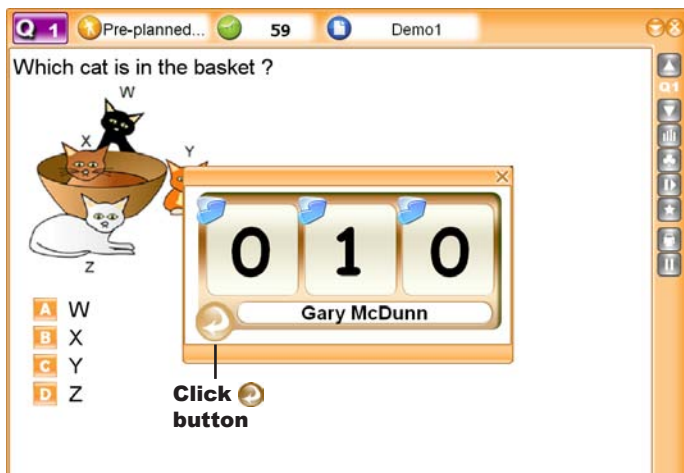 Q 1 Pre-planned... 59 Demo1
Which cat is in the basket ?
W
X
Y
Z
Q1
0 1 0
Gary McDunn
A W
B X
C Y
D Z
Click
button